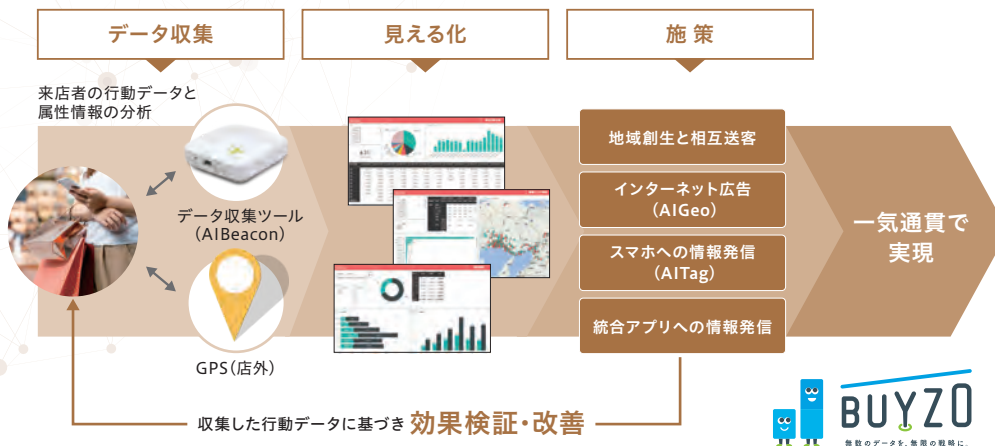 データ収集
見える化
施策
来店者の行動データと
属性情報の分析
データ収集ツール
(AIBeacon)
GPS(店外)
地域創生と相互送客
インターネット広告
(AIGeo)
スマホへの情報発信
(AITag)
統合アプリへの情報発信
一気通貫で
実現
収集した行動データに基づき 効果検証・改善
BUYZO
無数のデータを、無限の戦略に。